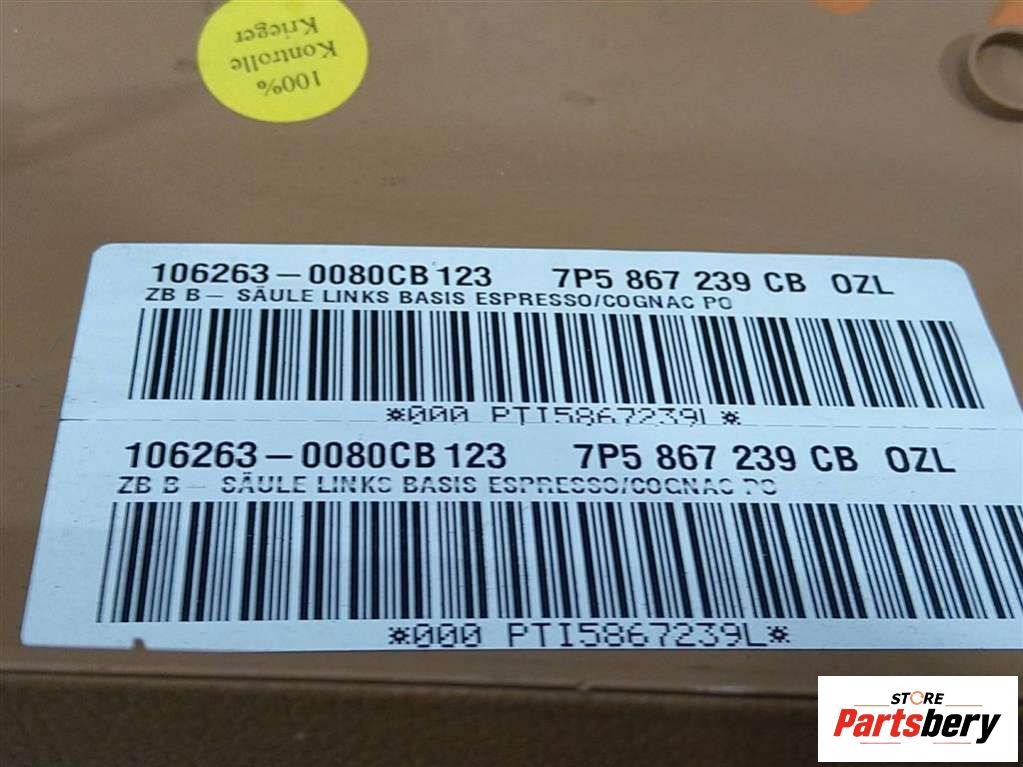 100%
Kontrolle
Krieger
106263-0080CB 123 7P5 867 239 CB OZL
ZB B- SÄULE LINKS BASIS ESPRESSO/COGNAC PO
*000 PTI5867239L*
106263-0080CB 123 7P5 867 239 CB OZL
ZB B- SÄULE LINKS BASIS ESPRESSO/COGNAC PO
*000 PTI5867239L*
STORE
Partsbery